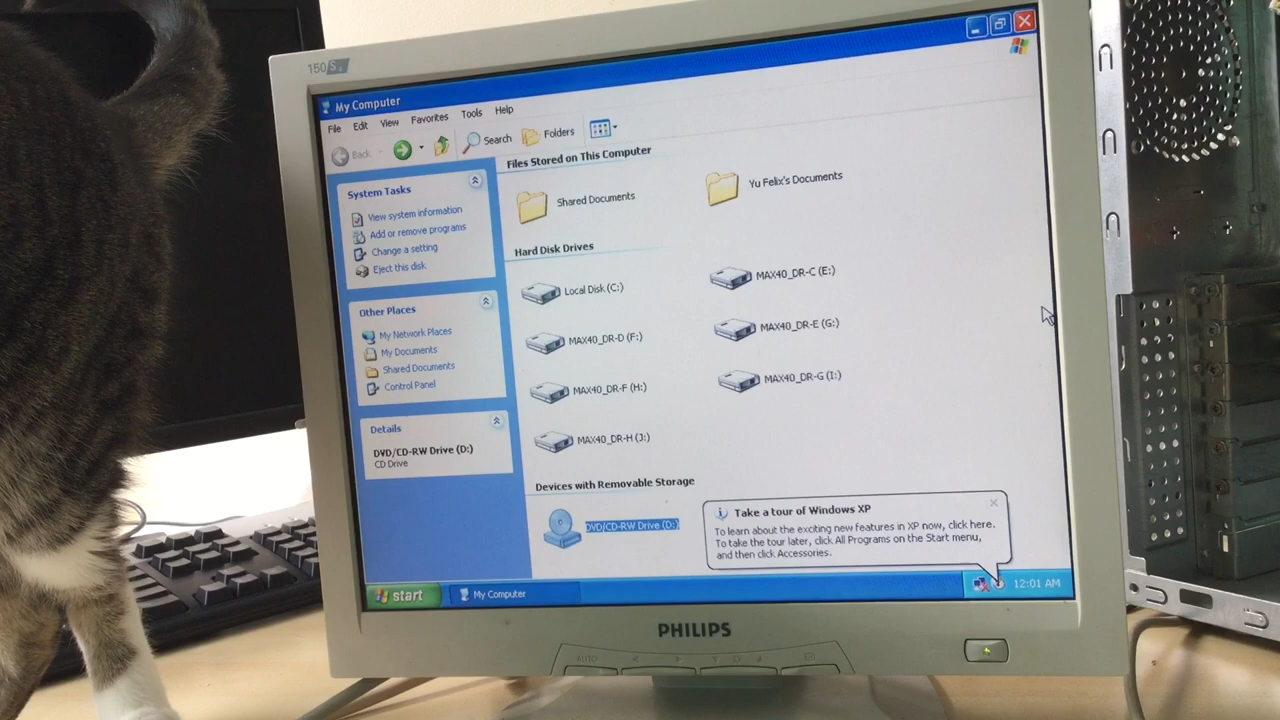 150S
My Computer
File Edit View Favorites Tools Help
Back Search Folders
System Tasks
View system information
Add or remove programs
Change a setting
Eject this disk
Other Places
My Network Places
My Documents
Shared Documents
Control Panel
Details
DVD/CD-RW Drive (D:)
CD Drive
Files Stored on This Computer
Shared Documents
Yu Felix's Documents
Hard Disk Drives
Local Disk (C:)
MAX40_DR-C (E:)
MAX40_DR-D (F:)
MAX40_DR-E (G:)
MAX40_DR-F (H:)
MAX40_DR-G (I:)
MAX40_DR-H (J:)
Devices with Removable Storage
DVD/CD-RW Drive (D:)
Take a tour of Windows XP
To learn about the exciting new features in XP now, click here.
To take the tour later, click All Programs on the Start menu,
and then click Accessories.
start
My Computer
12:01 AM
PHILIPS